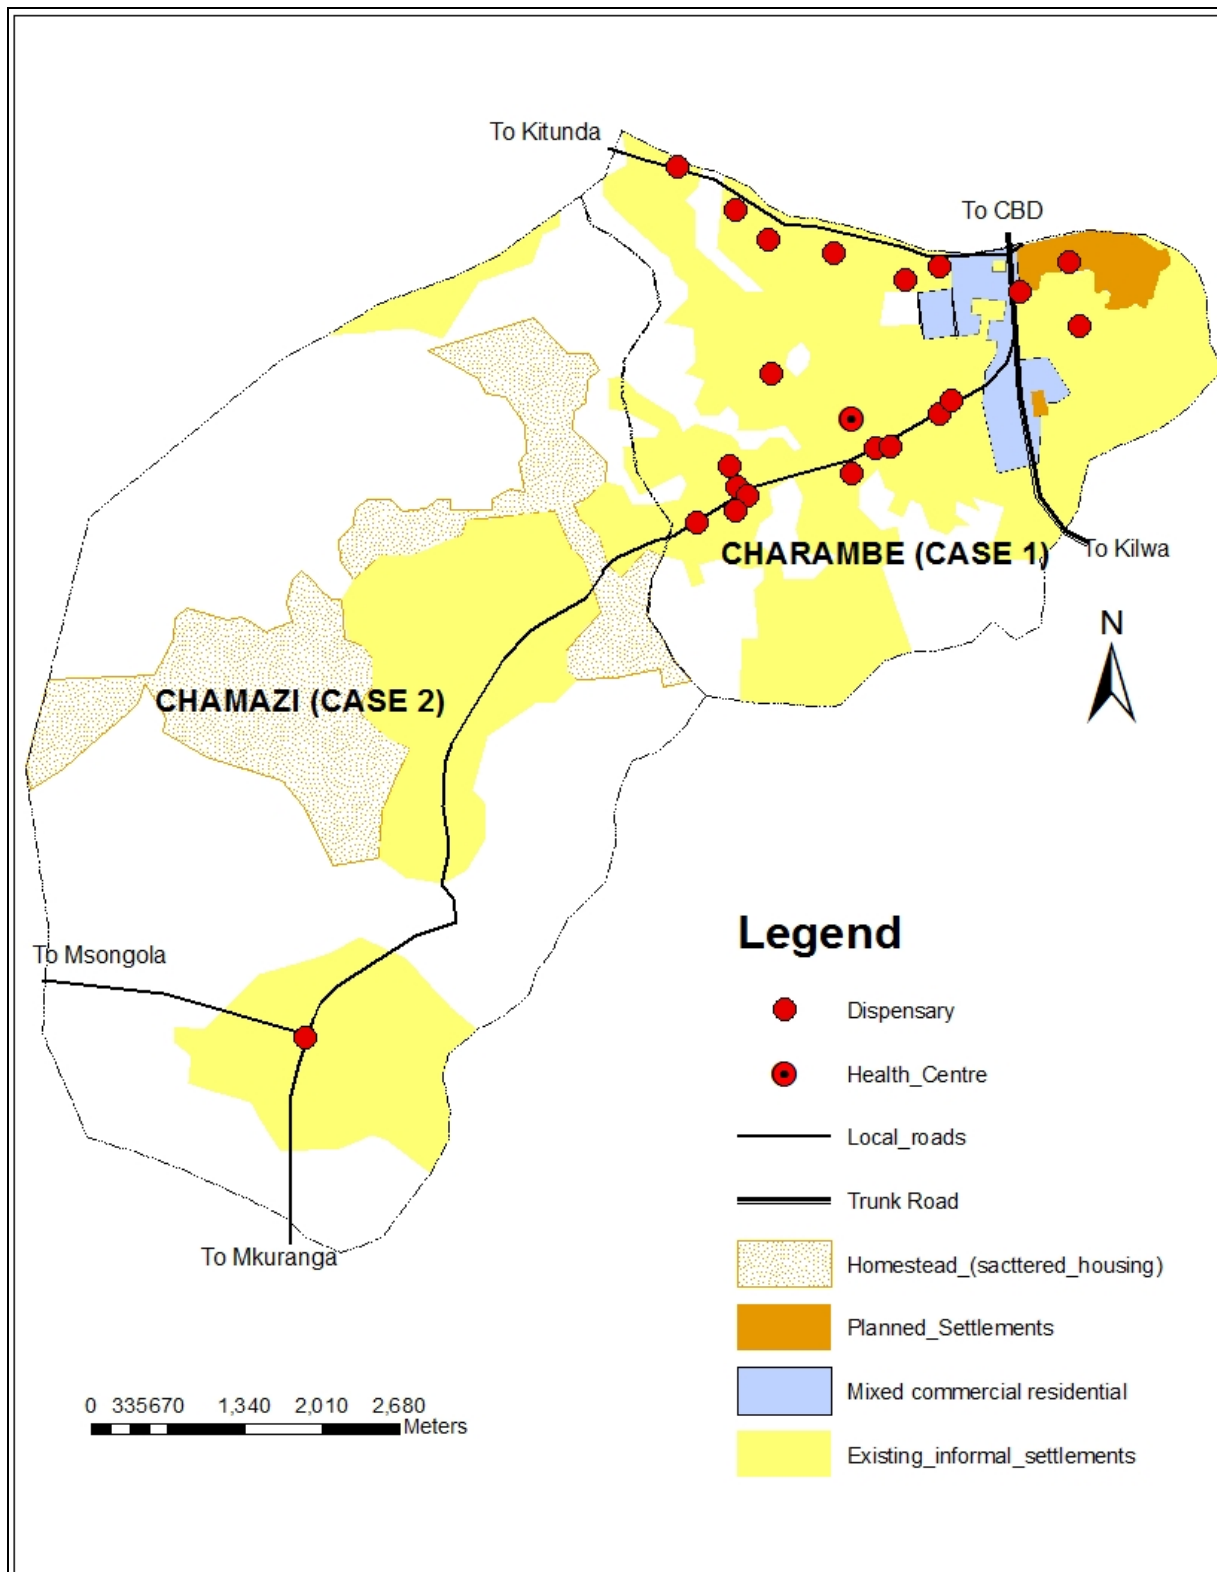 To Kitunda
To CBD
CHARAMBE (CASE 1)
To Kilwa
N
CHAMAZI (CASE 2)
To Msongola
To Mkuranga
Legend
Dispensary
Health_Centre
Local_roads
Trunk Road
Homestead_(sacttered_housing)
Planned_Settlements
Mixed commercial residential
Existing_informal_settlements
0 335670 1,340 2,010 2,680
Meters